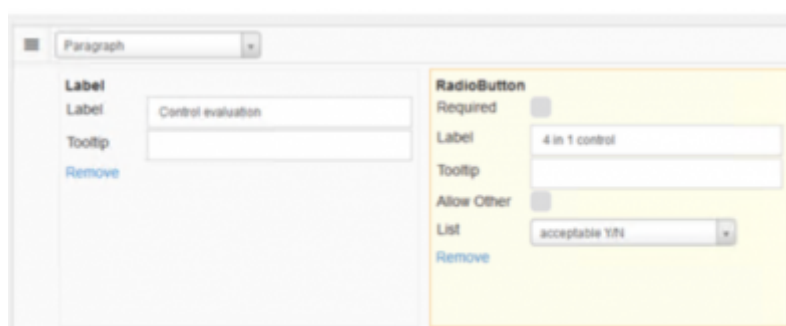 Paragraph
Label
Label Control evaluation
Tooltip
Remove
RadioButton
Required
Label 4 in 1 control
Tooltip
Allow Other
List acceptable Y/N
Remove